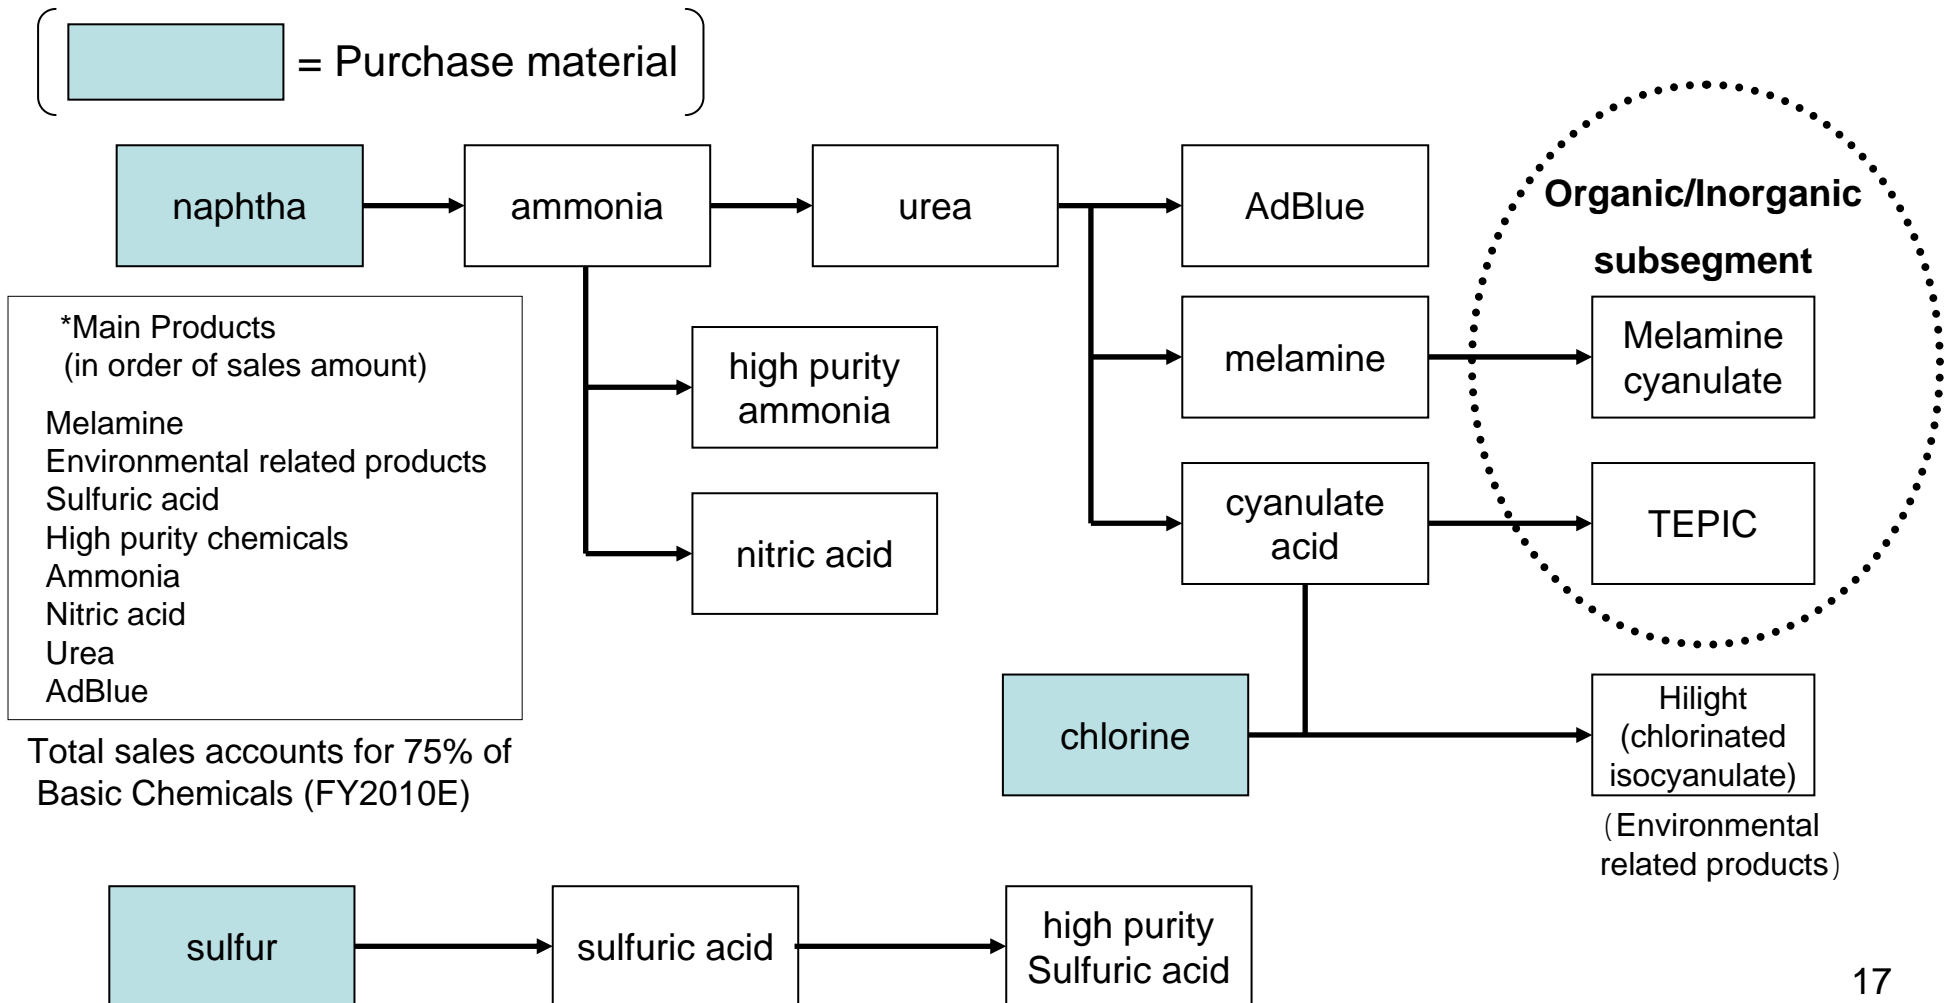 = Purchase material
naphtha
ammonia
urea
AdBlue
Organic/Inorganic
subsegment
*Main Products
(in order of sales amount)
Melamine
Environmental related products
Sulfuric acid
High purity chemicals
Ammonia
Nitric acid
Urea
AdBlue
high purity
ammonia
melamine
Melamine
cyanulate
nitric acid
cyanulate
acid
TEPIC
Total sales accounts for 75% of
Basic Chemicals (FY2010E)
chlorine
Hilight
(chlorinated
isocyanulate)
(Environmental
related products)
sulfur
sulfuric acid
high purity
Sulfuric acid
17